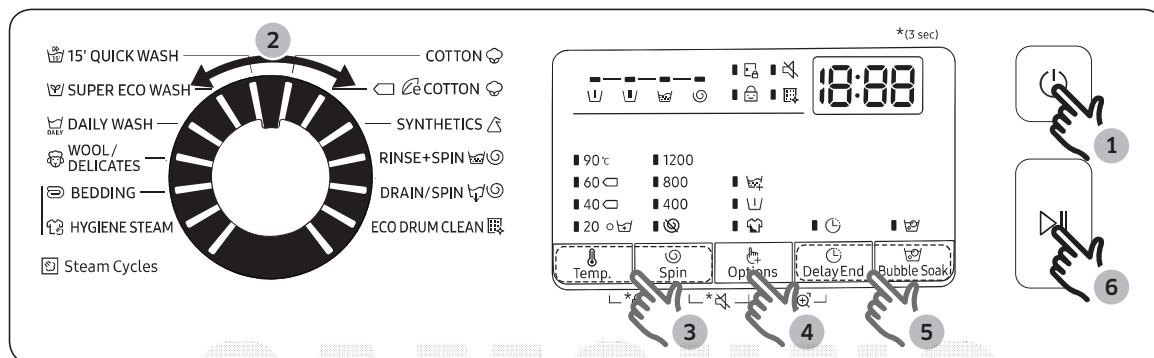 *(3 sec)
2
15' QUICK WASH
SUPER ECO WASH
DAILY WASH
DAILY
WOOL/
DELICATES
BEDDING
HYGIENE STEAM
Steam Cycles
COTTON
é COTTON
SYNTHETICS
RINSE+SPIN
DRAIN/SPIN
ECO DRUM CLEAN
18:88
90℃ 1200
60 800
40 400
20
Temp. Spin Options Delay End Bubble Soak
* *
1
3 4 5 6